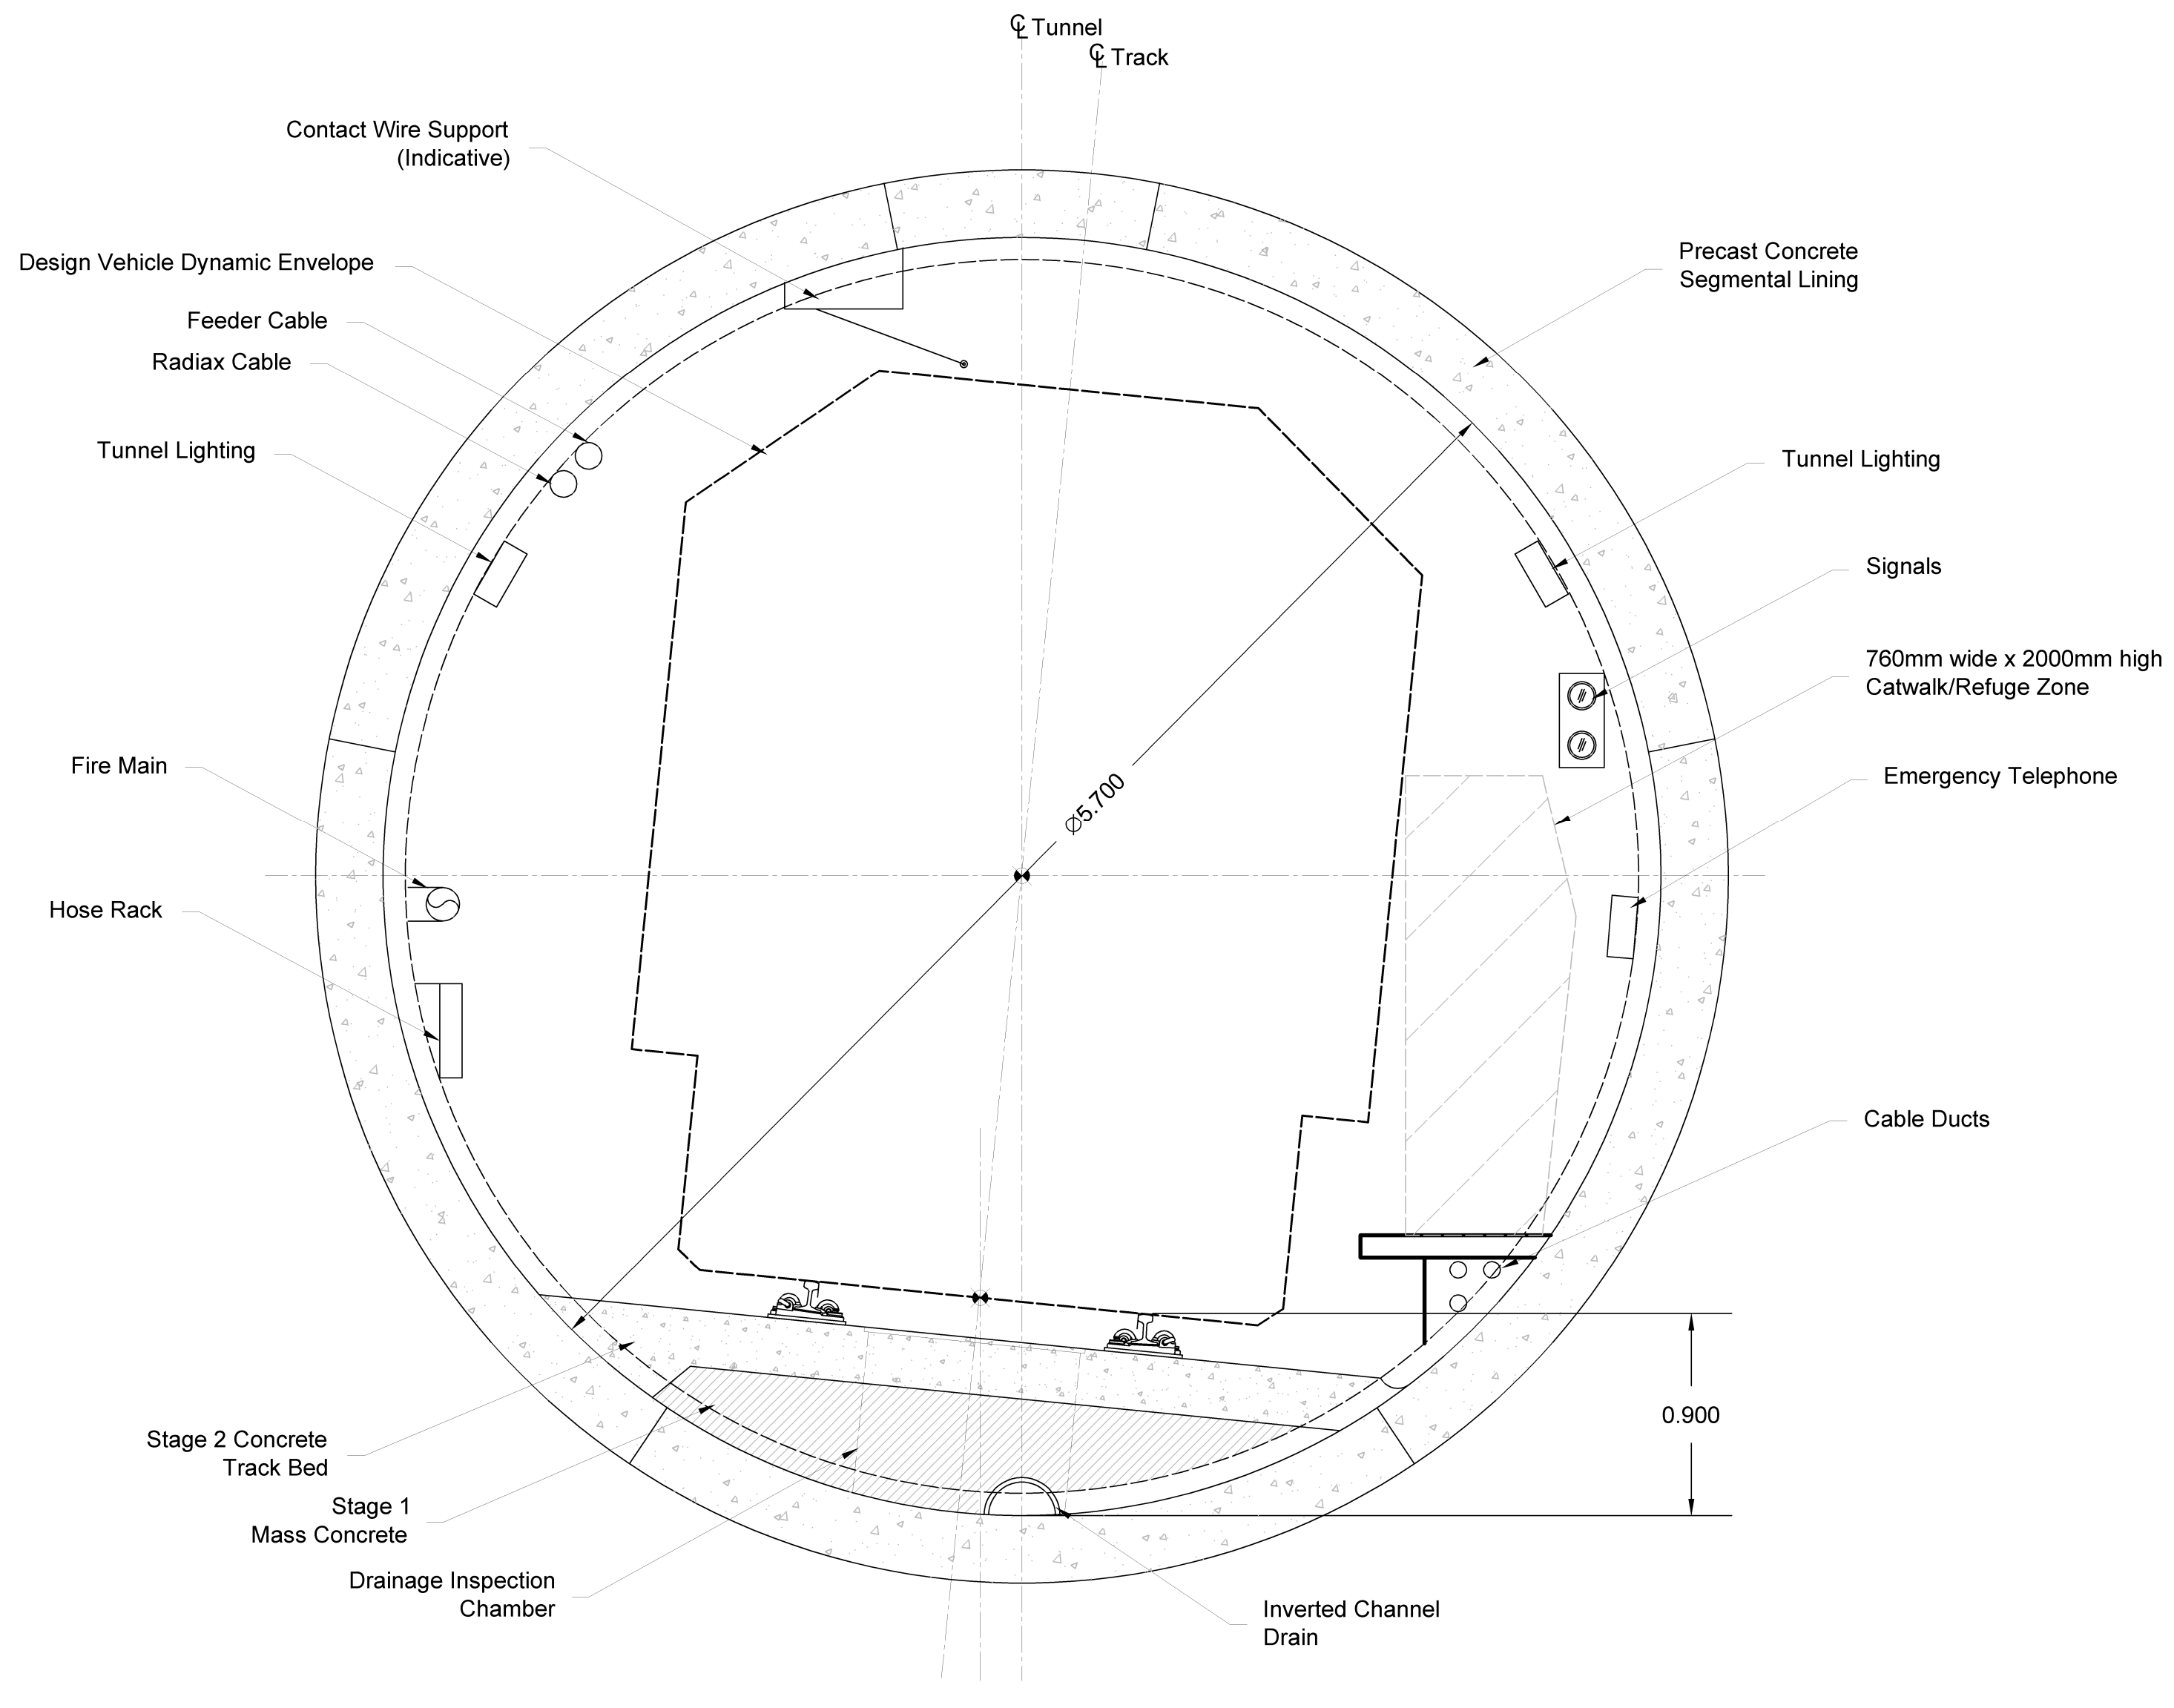 ℄ Tunnel
℄ Track
Contact Wire Support
(Indicative)
Design Vehicle Dynamic Envelope
Feeder Cable
Radiax Cable
Tunnel Lighting
Fire Main
Hose Rack
Stage 2 Concrete
Track Bed
Stage 1
Mass Concrete
Drainage Inspection
Chamber
Ø5.700
Precast Concrete
Segmental Lining
Tunnel Lighting
Signals
760mm wide x 2000mm high
Catwalk/Refuge Zone
Emergency Telephone
Cable Ducts
0.900
Inverted Channel
Drain